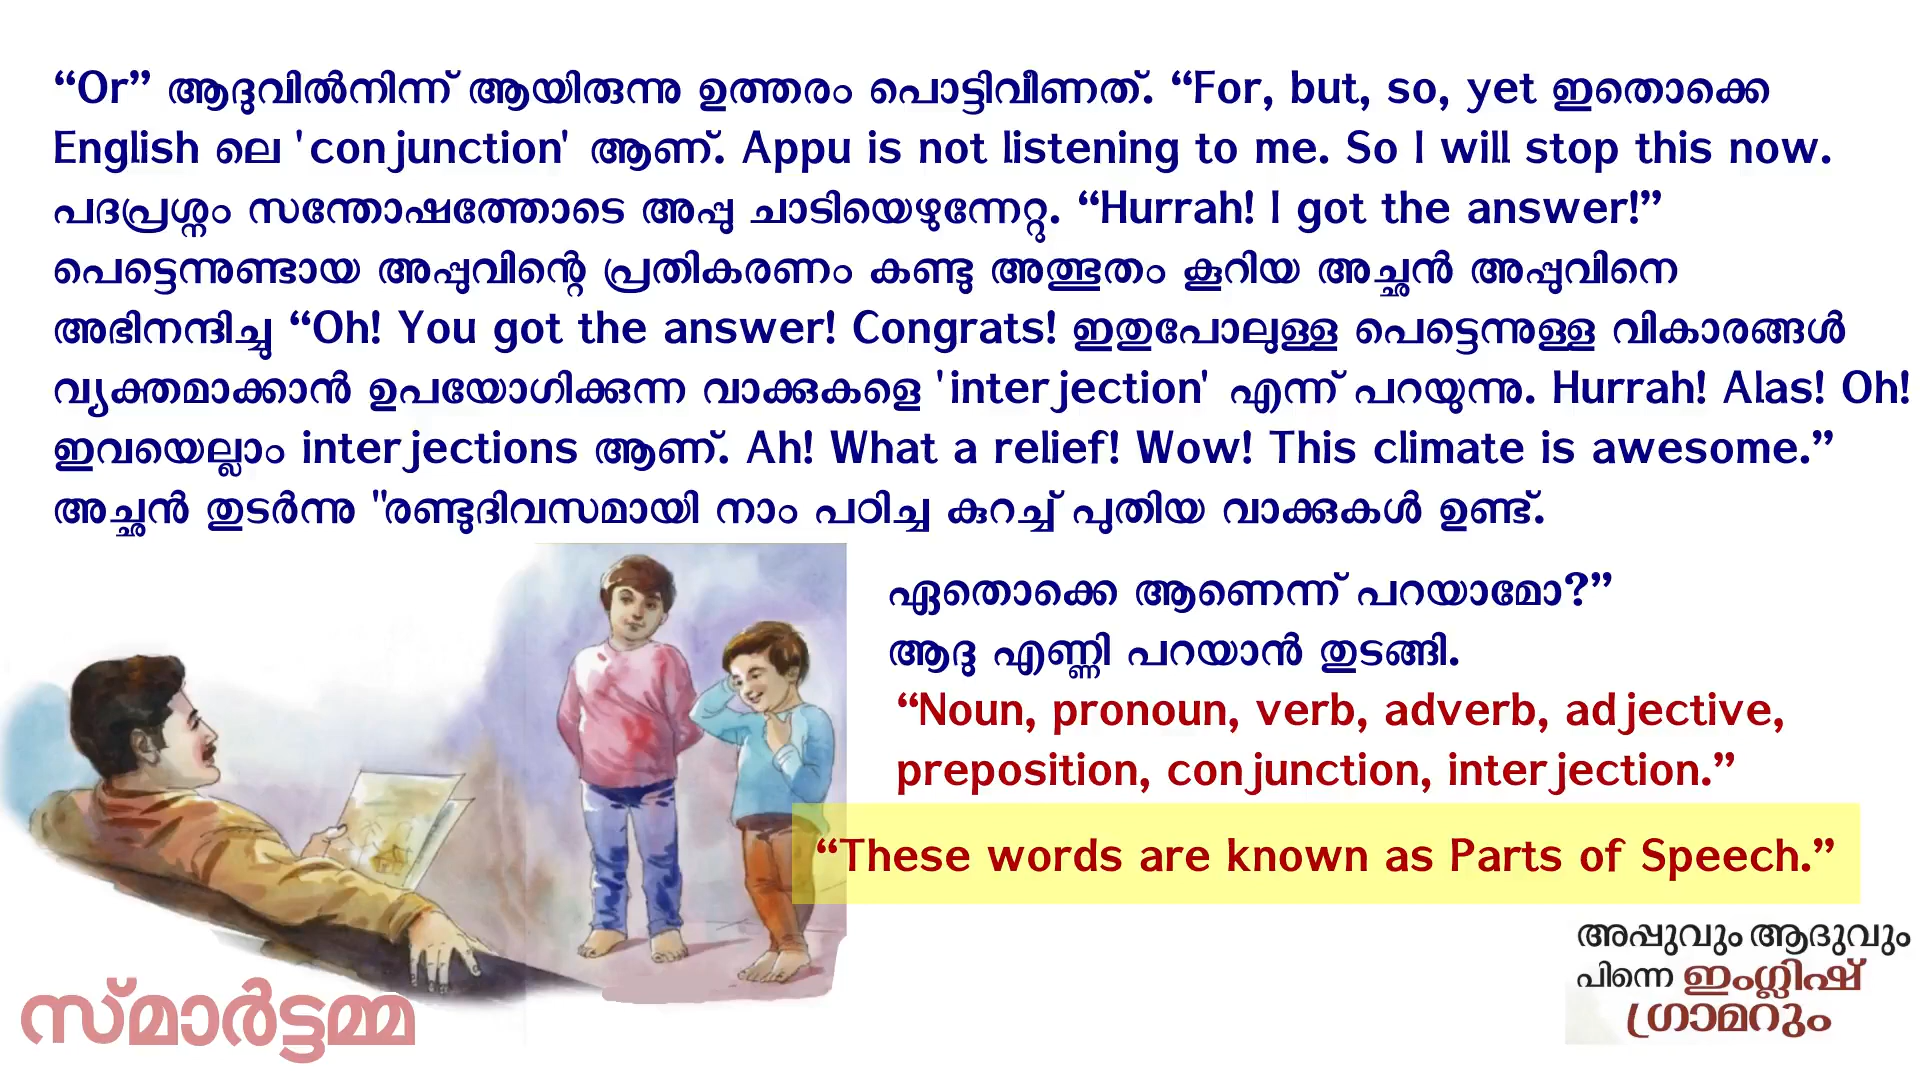 “Or” ആദുവിൽനിന്ന് ആയിരുന്നു ഉത്തരം പൊട്ടിവീണത്. “For, but, so, yet ഇതൊക്കെ
English ലെ 'conjunction' ആണ്. Appu is not listening to me. So I will stop this now.
പദപ്രശ്നം സന്തോഷത്തോടെ അപ്പു ചാടിയെഴുന്നേറ്റു. “Hurrah! I got the answer!”
പെട്ടെന്നുണ്ടായ അപ്പുവിന്റെ പ്രതികരണം കണ്ടു അത്ഭുതം കൂറിയ അച്ഛൻ അപ്പുവിനെ
അഭിനന്ദിച്ചു “Oh! You got the answer! Congrats! ഇതുപോലുള്ള പെട്ടെന്നുള്ള വികാരങ്ങൾ
വ്യക്തമാക്കാൻ ഉപയോഗിക്കുന്ന വാക്കുകളെ 'interjection' എന്ന് പറയുന്നു. Hurrah! Alas! Oh!
ഇവയെല്ലാം interjections ആണ്. Ah! What a relief! Wow! This climate is awesome.”
അച്ഛൻ തുടർന്നു "രണ്ടുദിവസമായി നാം പഠിച്ച കുറച്ച് പുതിയ വാക്കുകൾ ഉണ്ട്.
ഏതൊക്കെ ആണെന്ന് പറയാമോ?”
ആദു എണ്ണി പറയാൻ തുടങ്ങി.
“Noun, pronoun, verb, adverb, adjective,
preposition, conjunction, interjection.”
“These words are known as Parts of Speech.”
അപ്പുവും ആദുവും
പിന്നെ ഇംഗ്ലിഷ്
ഗ്രാമറും
സ്മാർട്ടമ്മ